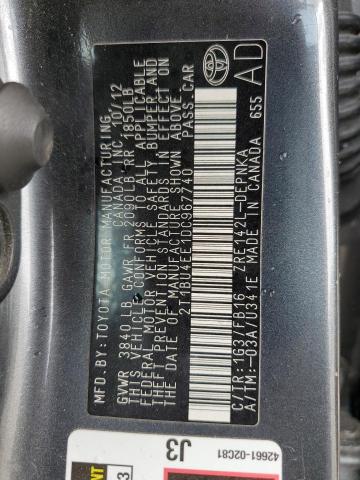 MFD. BY: TOYOTA MOTOR MANUFACTURING
CANADA INC. 10/12
GVWR 3840 LB GAWR FR 2090 LB RR 1850LB
THIS VEHICLE CONFORMS TO ALL APPLICABLE
FEDERAL MOTOR VEHICLE SAFETY, BUMPER AND
THEFT PREVENTION STANDARDS IN EFFECT ON
THE DATE OF MANUFACTURE SHOWN ABOVE.
2T1BU4EE1DC967740 PASS.CAR
C/TR: 1G3/FB16 ZRE142L-DEPNKA
A/TM: -03A/U341E MADE IN CANADA 6S5
AD
J3
42661-02C81